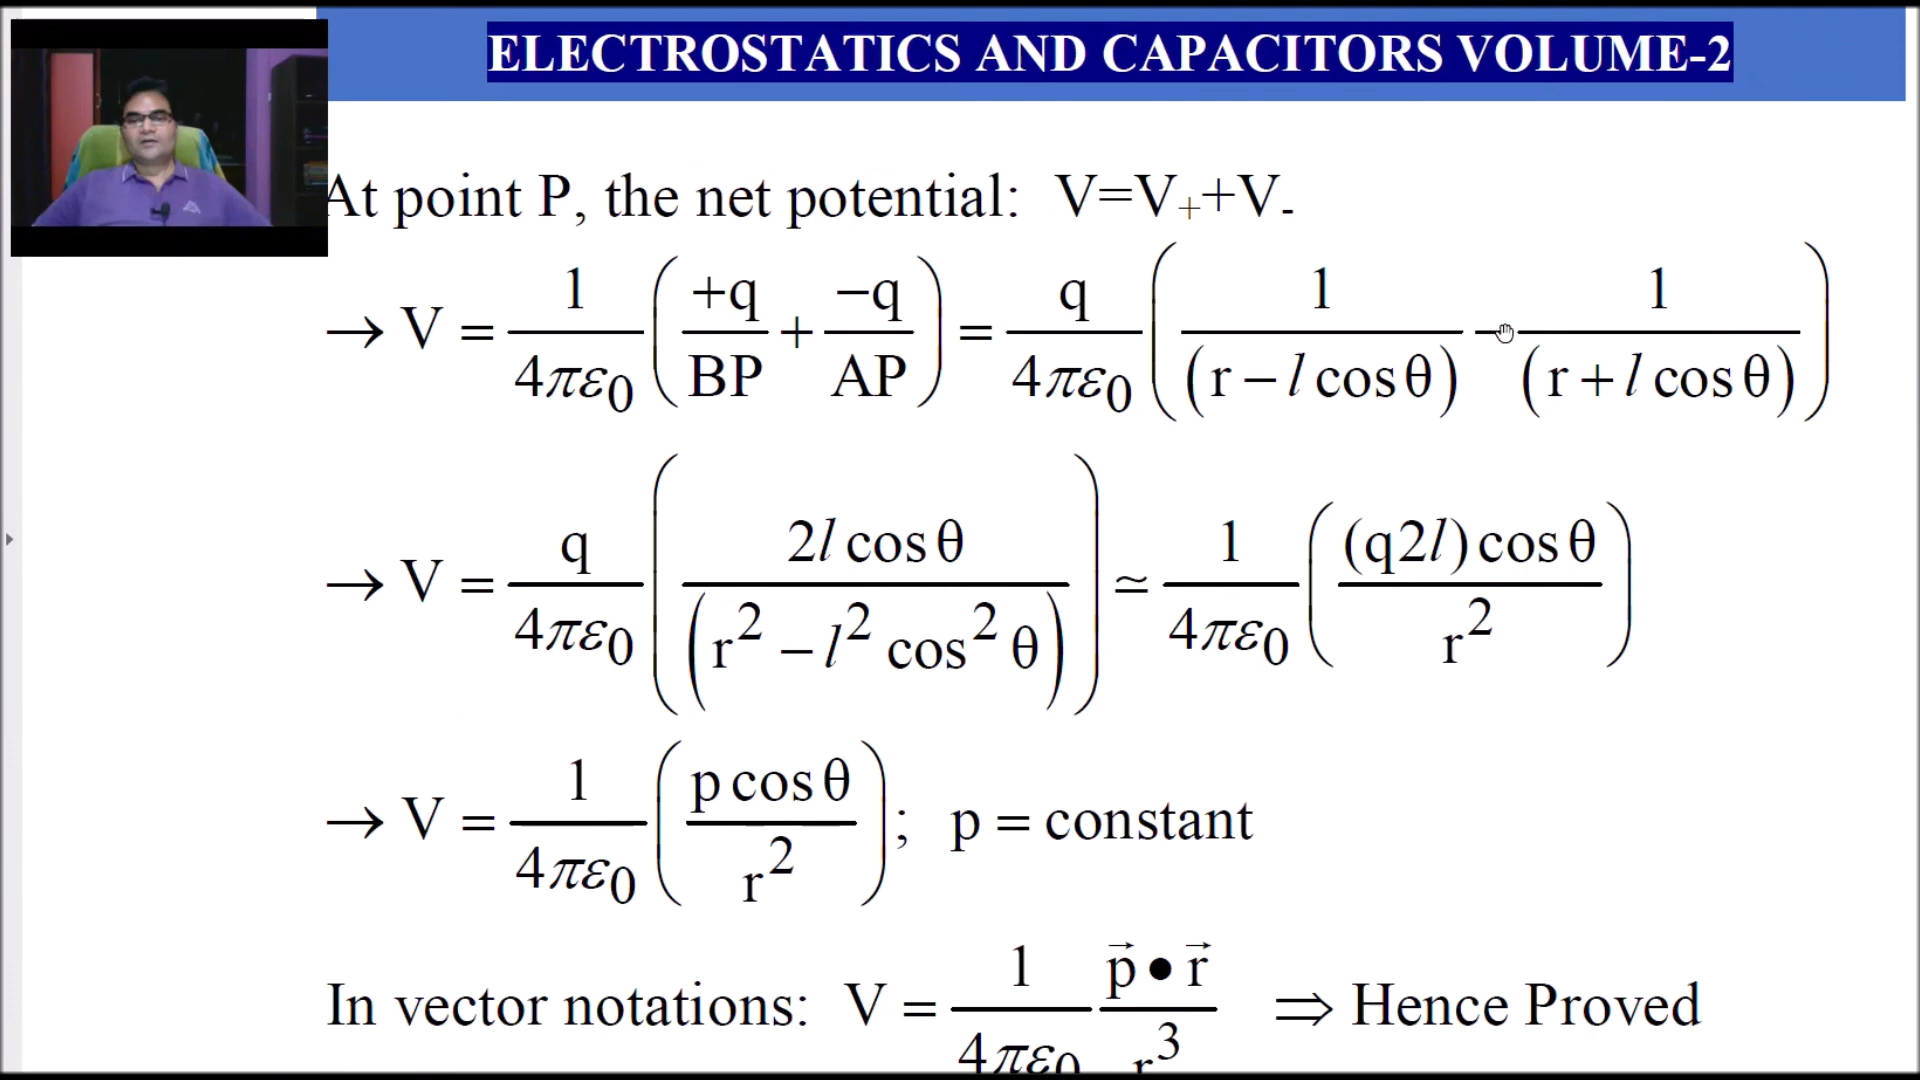 ELECTROSTATICS AND CAPACITORS VOLUME-2
At point P, the net potential: V=V₊+V₋
→ V = 1/(4πε₀) (+q/BP + −q/AP) = q/(4πε₀) (1/(r − l cos θ) − 1/(r + l cos θ))
→ V = q/(4πε₀) (2l cos θ/(r² − l² cos² θ)) ≃ 1/(4πε₀) ((q2l) cos θ/r²)
→ V = 1/(4πε₀) (p cos θ/r²); p = constant
In vector notations: V = 1/(4πε₀) p⃗ • r⃗/r³ ⇒ Hence Proved